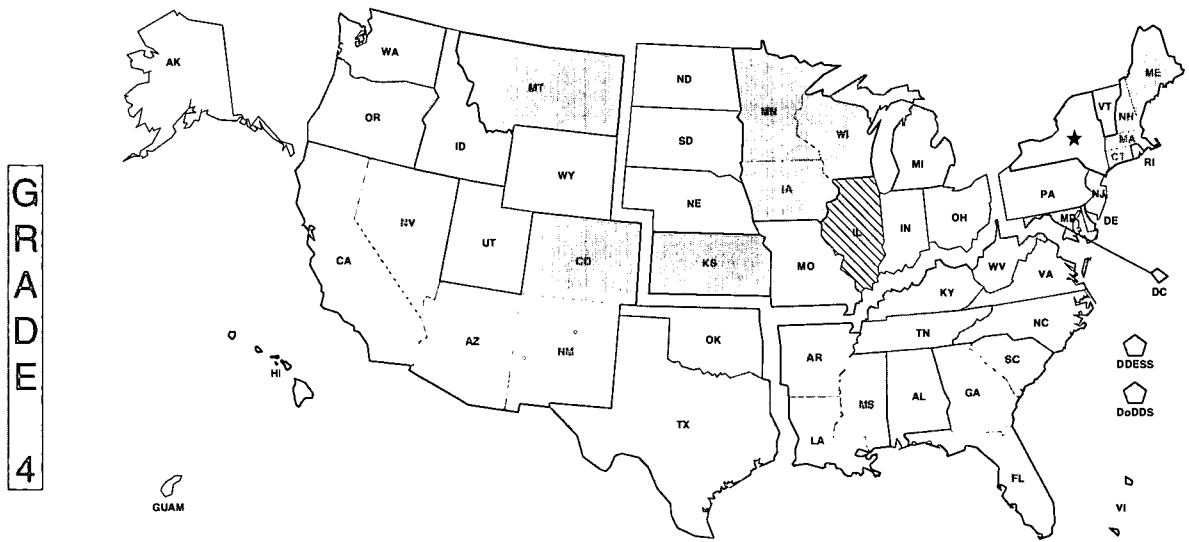 GRADE 4
AK
WA
MT
ND
MN
ME
VT
NH
OR
ID
SD
WI
MI
MA
CT
RI
WY
IA
PA
NJ
NE
NV
UT
CO
KS
CA
MO
IL
IN
OH
MD
DE
WV
VA
KY
DC
AZ
NM
OK
AR
TN
NC
SC
DDESS
HI
TX
LA
MS
AL
GA
DoDDS
FL
GUAM
VI